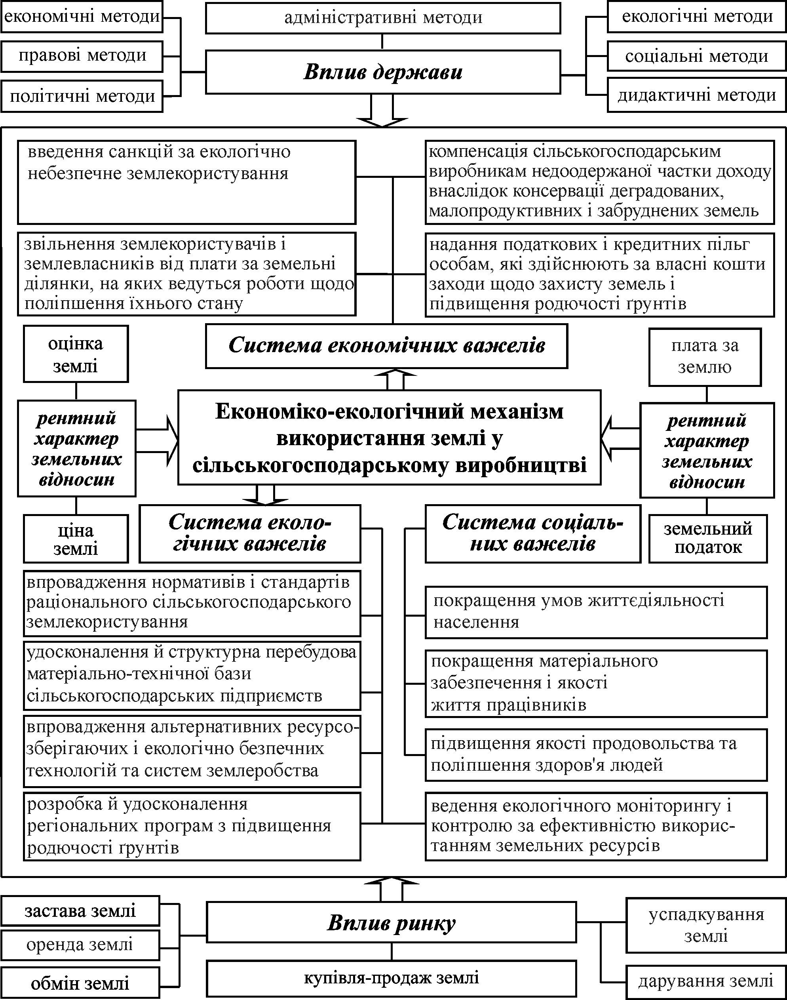 економічні методи
адміністративні методи
екологічні методи
правові методи
Вплив держави
соціальні методи
політичні методи
дидактичні методи
введення санкцій за екологічно
небезпечне землекористування
компенсація сільськогосподарським
виробникам недоодержаної частки доходу
внаслідок консервації деградованих,
малопродуктивних і забруднених земель
звільнення землекористувачів і
землевласників від плати за земельні
ділянки, на яких ведуться роботи щодо
поліпшення їхнього стану
надання податкових і кредитних пільг
особам, які здійснюють за власні кошти
заходи щодо захисту земель і
підвищення родючості ґрунтів
оцінка
землі
Система економічних важелів
плата за
землю
рентний
характер
земельних
відносин
Економіко-екологічний механізм
використання землі у
сільськогосподарському виробництві
рентний
характер
земельних
відносин
ціна
землі
Система еколо-
гічних важелів
Система соціаль-
них важелів
земельний
податок
впровадження нормативів і стандартів
раціонального сільськогосподарського
землекористування
покращення умов життєдіяльності
населення
удосконалення й структурна перебудова
матеріально-технічної бази
сільськогосподарських підприємств
покращення матеріального
забезпечення і якості
життя працівників
впровадження альтернативних ресурсо-
зберігаючих і екологічно безпечних
технологій та систем землеробства
підвищення якості продовольства та
поліпшення здоров'я людей
розробка й удосконалення
регіональних програм з підвищення
родючості ґрунтів
ведення екологічного моніторингу і
контролю за ефективністю викорис-
танням земельних ресурсів
застава землі
Вплив ринку
успадкування
землі
оренда землі
обмін землі
купівля-продаж землі
дарування землі